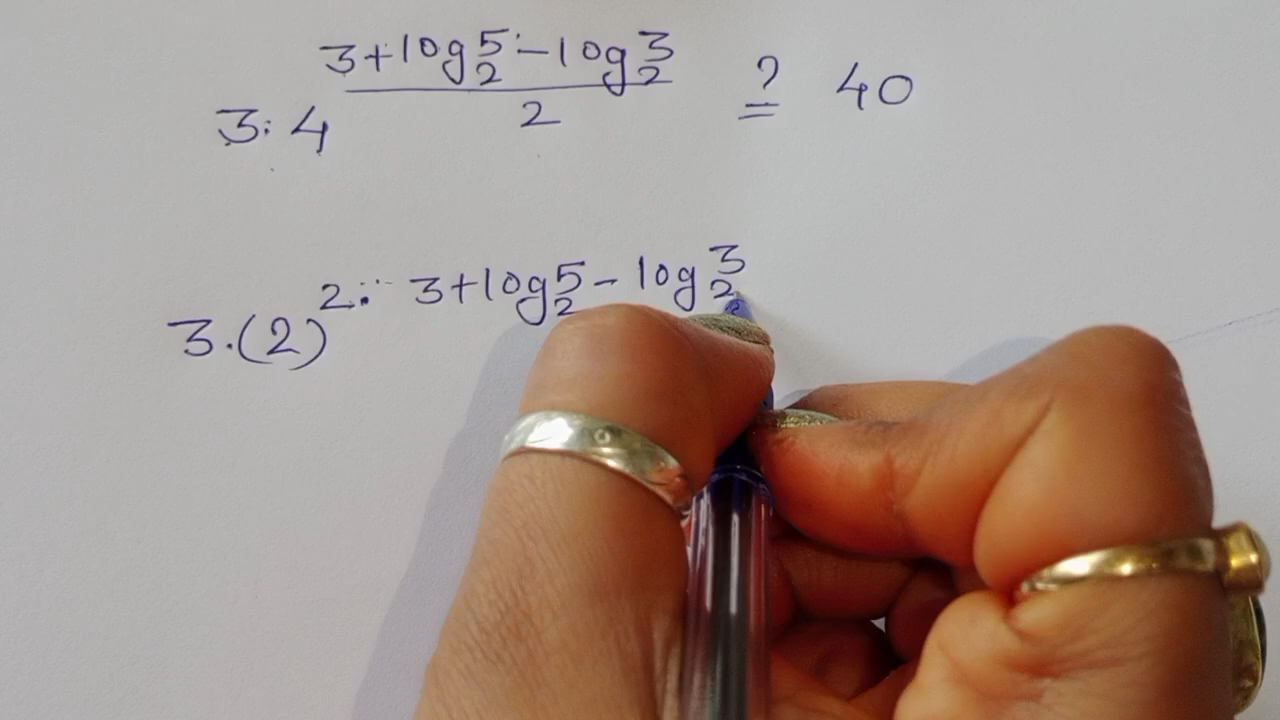 3+log₂5-log₂3
3·4 2 ≟ 40
3·(2) 2· 3+log₂5-log₂3